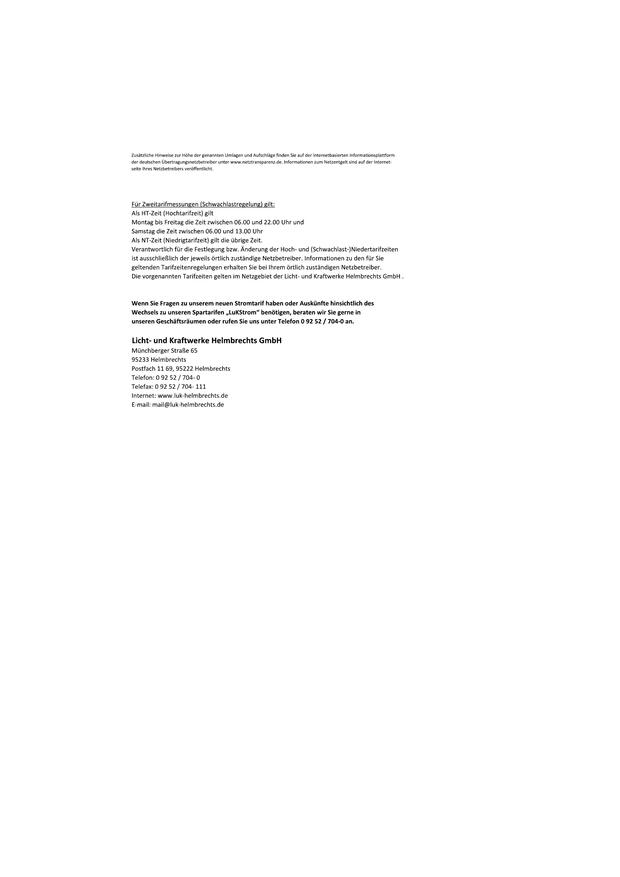 Zusätzliche Hinweise zur Höhe der genannten Umlagen und Aufschläge finden Sie auf der internetbasierten Informationsplattform
der deutschen Übertragungsnetzbetreiber unter www.netztransparenz.de. Informationen zum Netzentgelt sind auf der Internet-
seite Ihres Netzbetreibers veröffentlicht.
Für Zweitarifmessungen (Schwachlastregelung) gilt:
Als HT-Zeit (Hochtarifzeit) gilt
Montag bis Freitag die Zeit zwischen 06.00 und 22.00 Uhr und
Samstag die Zeit zwischen 06.00 und 13.00 Uhr
Als NT-Zeit (Niedrigtarifzeit) gilt die übrige Zeit.
Verantwortlich für die Festlegung bzw. Änderung der Hoch- und (Schwachlast-)Niedertarifzeiten
ist ausschließlich der jeweils örtlich zuständige Netzbetreiber. Informationen zu den für Sie
geltenden Tarifzeitenregelungen erhalten Sie bei Ihrem örtlich zuständigen Netzbetreiber.
Die vorgenannten Tarifzeiten gelten im Netzgebiet der Licht- und Kraftwerke Helmbrechts GmbH .
Wenn Sie Fragen zu unserem neuen Stromtarif haben oder Auskünfte hinsichtlich des
Wechsels zu unseren Spartarifen „LuKStrom" benötigen, beraten wir Sie gerne in
unseren Geschäftsräumen oder rufen Sie uns unter Telefon 0 92 52 / 704-0 an.
Licht- und Kraftwerke Helmbrechts GmbH
Münchberger Straße 65
95233 Helmbrechts
Postfach 11 69, 95222 Helmbrechts
Telefon: 0 92 52 / 704- 0
Telefax: 0 92 52 / 704- 111
Internet: www.luk-helmbrechts.de
E-mail: mail@luk-helmbrechts.de